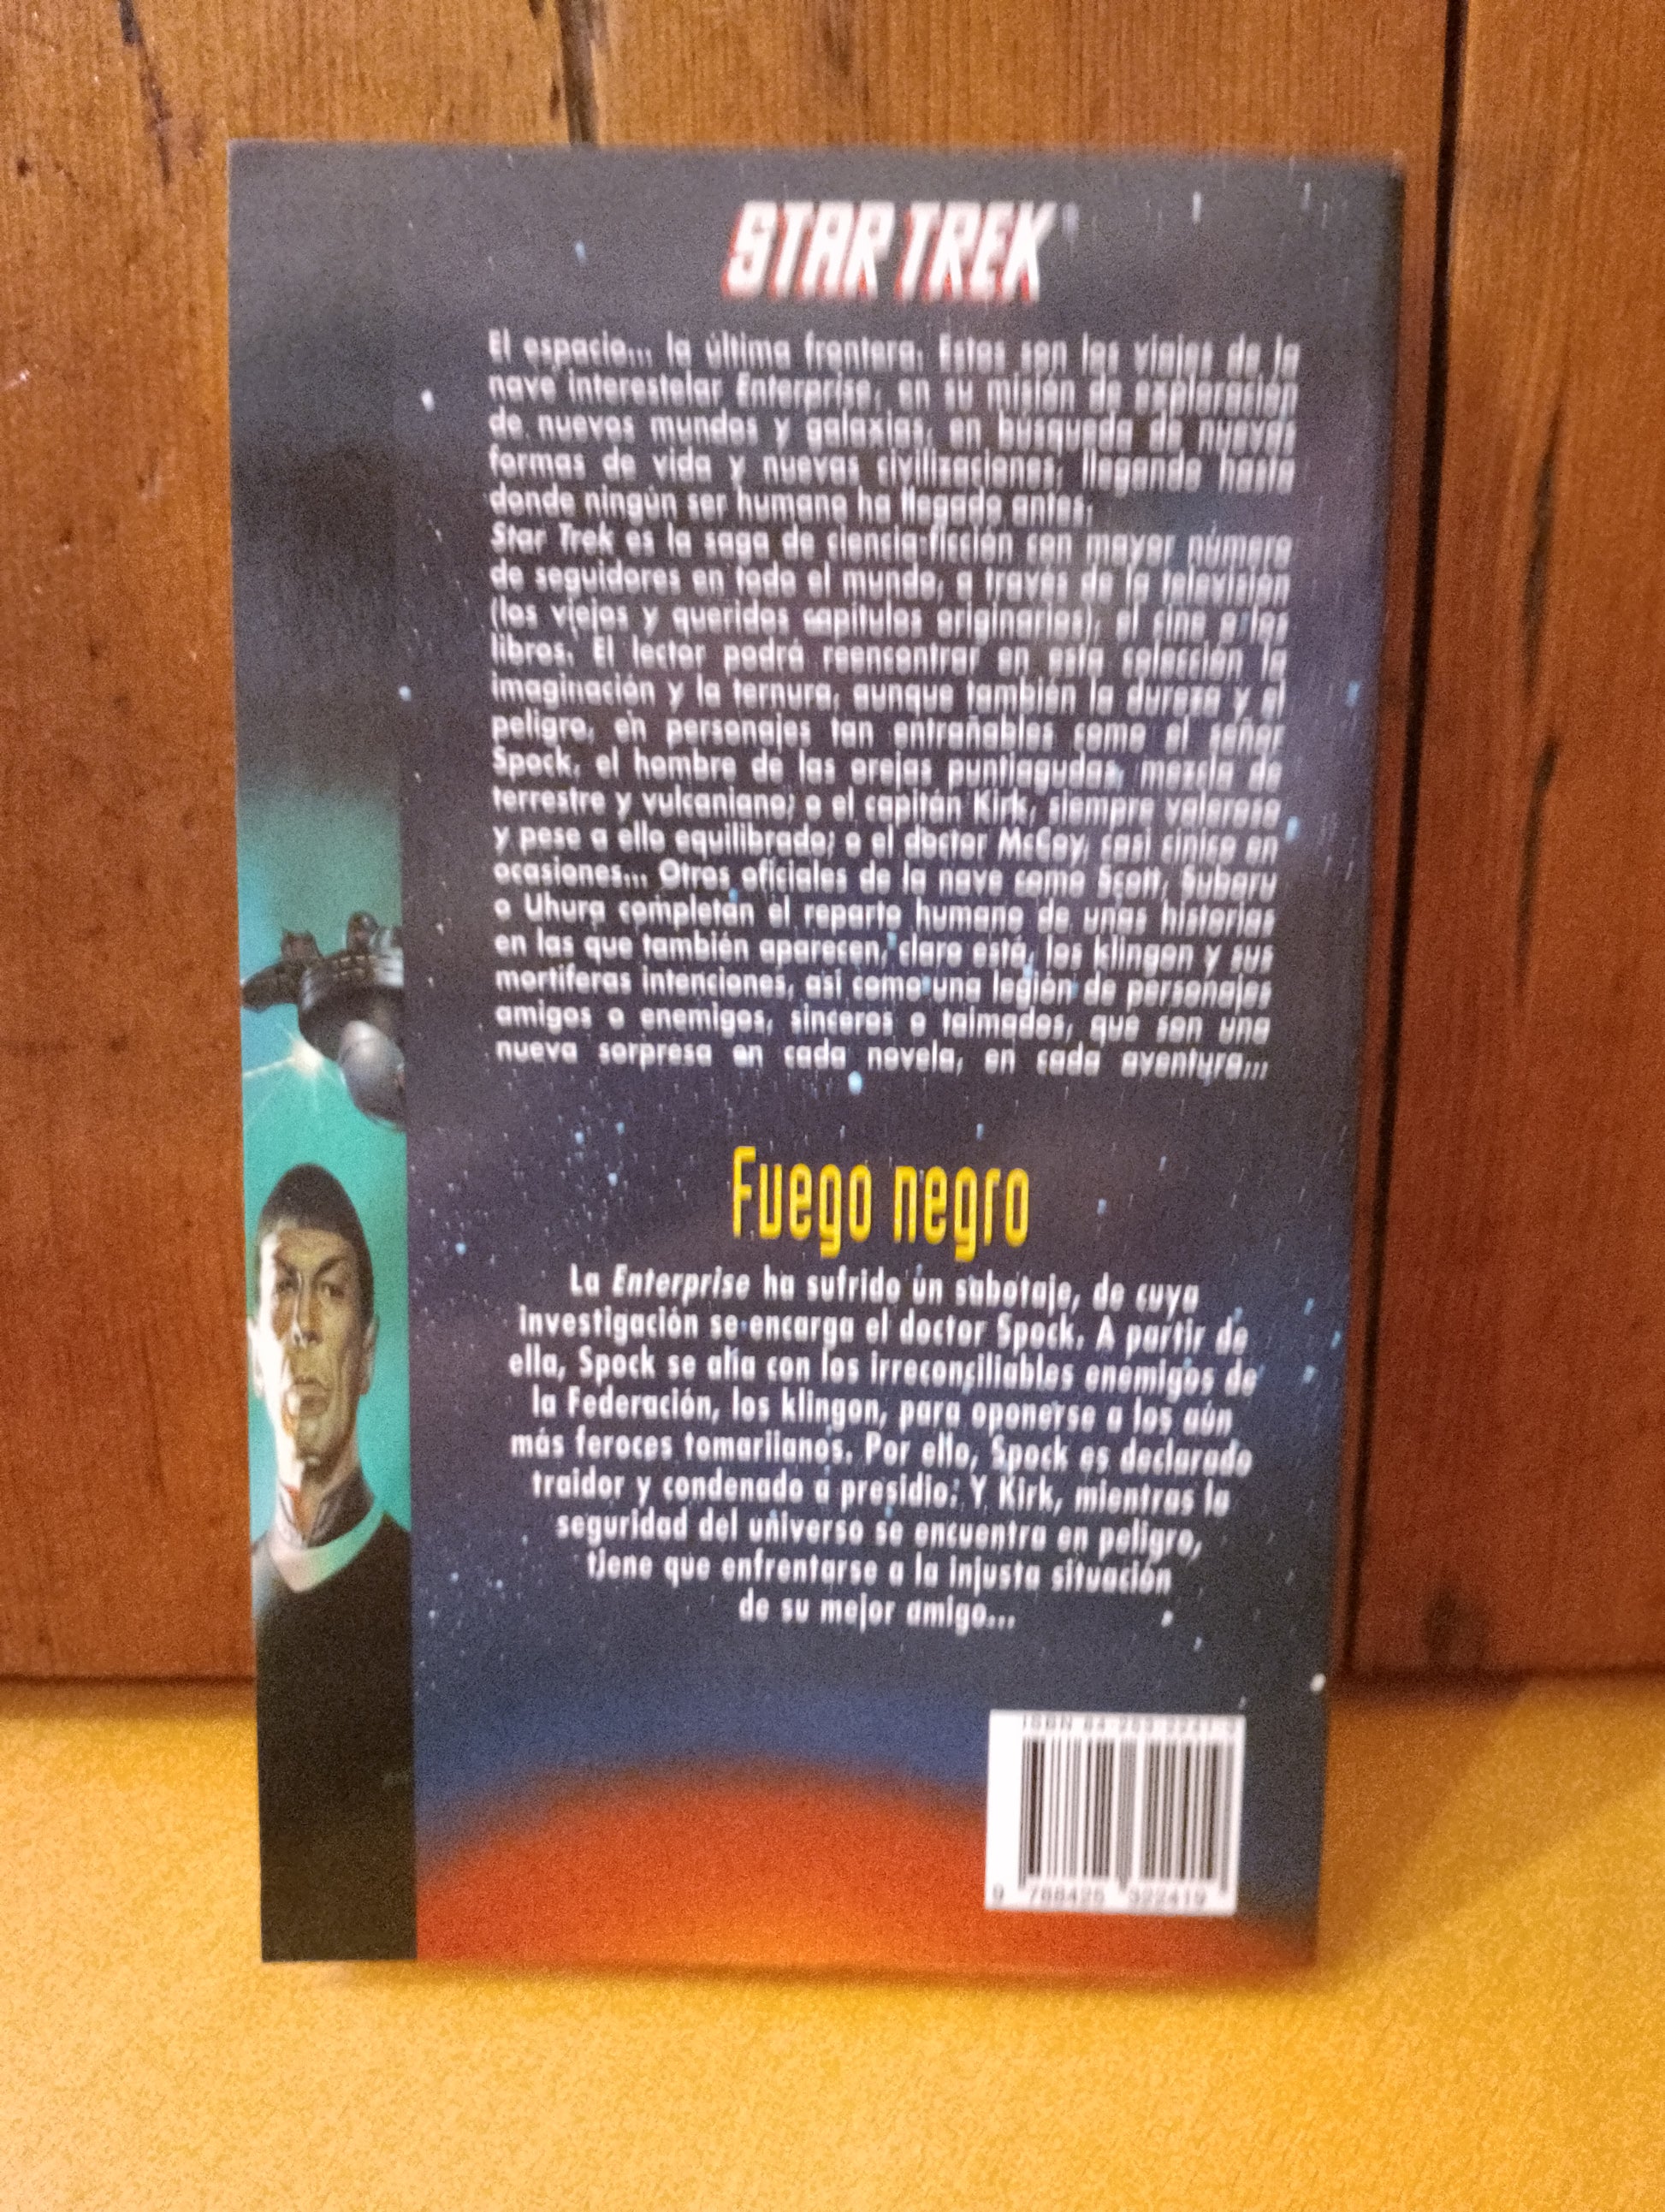 STAR TREK
El espacio... la última frontera. Estos son los viajes de la
nave interestelar Enterprise, en su misión de exploración
de nuevos mundos y galaxias, en búsqueda de nuevas
formas de vida y nuevas civilizaciones, llegando hasta
donde ningún ser humano ha llegado antes.
Star Trek es la saga de ciencia-ficción con mayor número
de seguidores en todo el mundo, a través de la televisión
(los viejos y queridos capítulos originarios), el cine o los
libros. El lector podrá reencontrar en esta colección la
imaginación y la ternura, aunque también la dureza y el
peligro, en personajes tan entrañables como el señor
Spock, el hombre de las orejas puntiagudas, mezcla de
terrestre y vulcaniano; o el capitán Kirk, siempre valeroso
y pese a ello equilibrado; o el doctor McCoy, casi cínico en
ocasiones... Otros oficiales de la nave como Scott, Subaru
o Uhura completan el reparto humano de unas historias
en las que también aparecen, claro está, los klingon y sus
mortíferas intenciones, así como una legión de personajes
amigos o enemigos, sinceros o taimados, que son una
nueva sorpresa en cada novela, en cada aventura...
Fuego negro
La Enterprise ha sufrido un sabotaje, de cuya
investigación se encarga el doctor Spock. A partir de
ella, Spock se alía con los irreconciliables enemigos de
la Federación, los klingon, para oponerse a los aún
más feroces tomariianos. Por ello, Spock es declarado
traidor y condenado a presidio. Y Kirk, mientras la
seguridad del universo se encuentra en peligro,
tiene que enfrentarse a la injusta situación
de su mejor amigo...
ISBN
9 788425 322419